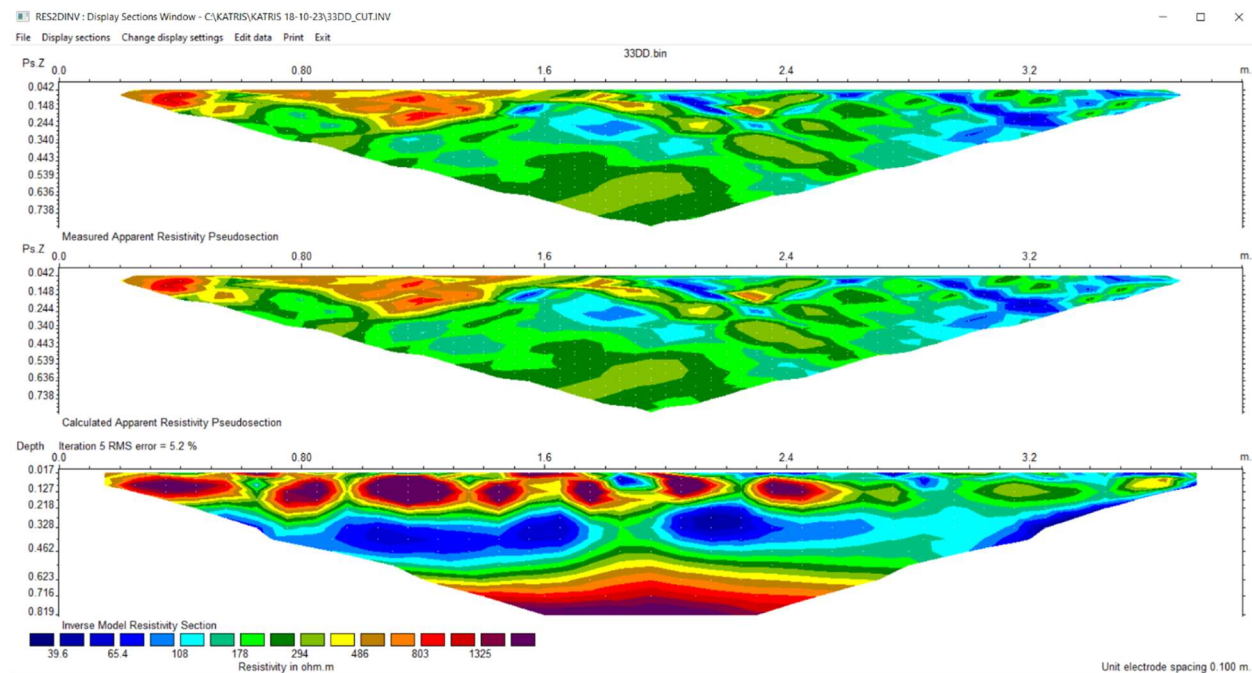 RES2DINV : Display Sections Window - C:\KATRIS\KATRIS 18-10-23\33DD_CUT.INV
File Display sections Change display settings Edit data Print Exit
33DD.bin
Ps.Z 0.0 0.80 1.6 2.4 3.2 m.
0.042
0.148
0.244
0.340
0.443
0.539
0.636
0.738
Measured Apparent Resistivity Pseudosection
Ps.Z 0.0 0.80 1.6 2.4 3.2 m.
0.042
0.148
0.244
0.340
0.443
0.539
0.636
0.738
Calculated Apparent Resistivity Pseudosection
Depth Iteration 5 RMS error = 5.2 %
0.0 0.80 1.6 2.4 3.2 m.
0.017
0.127
0.218
0.328
0.462
0.623
0.716
0.819
Inverse Model Resistivity Section
39.6 65.4 108 178 294 486 803 1325
Resistivity in ohm.m
Unit electrode spacing 0.100 m.